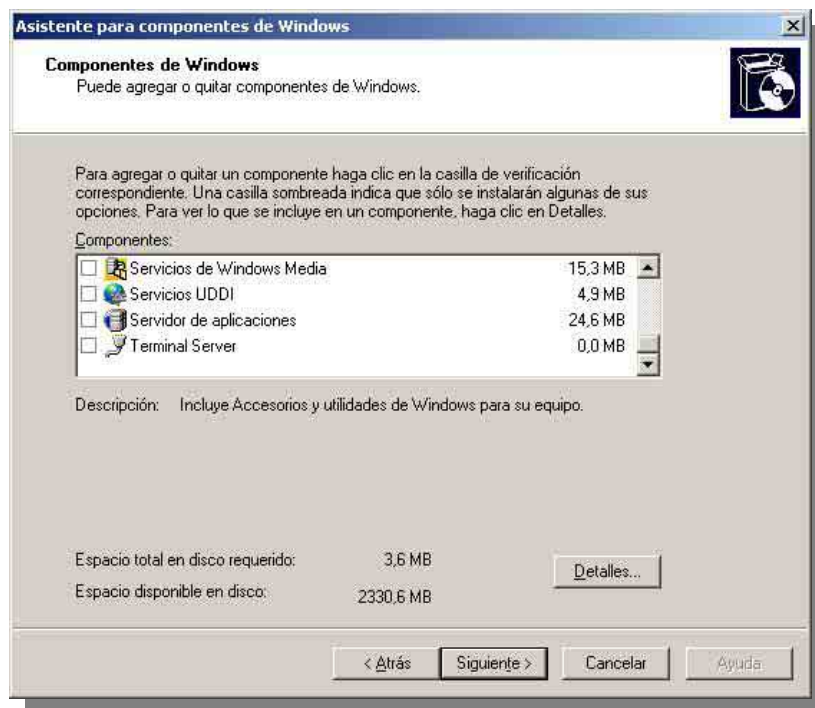 Asistente para componentes de Windows
Componentes de Windows
Puede agregar o quitar componentes de Windows.
Para agregar o quitar un componente haga clic en la casilla de verificación
correspondiente. Una casilla sombreada indica que sólo se instalarán algunas de sus
opciones. Para ver lo que se incluye en un componente, haga clic en Detalles.
Componentes:
Servicios de Windows Media 15,3 MB
Servicios UDDI 4,9 MB
Servidor de aplicaciones 24,6 MB
Terminal Server 0,0 MB
Descripción: Incluye Accesorios y utilidades de Windows para su equipo.
Espacio total en disco requerido: 3,6 MB
Detalles...
Espacio disponible en disco: 2330,6 MB
< Atrás Siguiente > Cancelar Ayuda